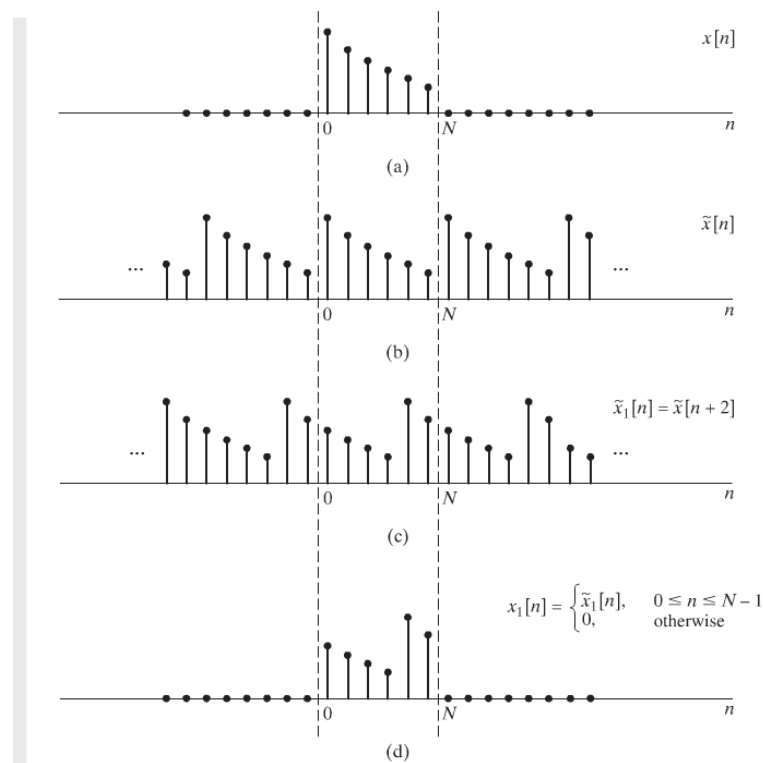 x[n]
0 N n
(a)
x̃[n]
... ...
0 N n
(b)
x̃₁[n] = x̃[n + 2]
... ...
0 N n
(c)
x₁[n] = { x̃₁[n], 0 ≤ n ≤ N – 1
0, otherwise
0 N n
(d)